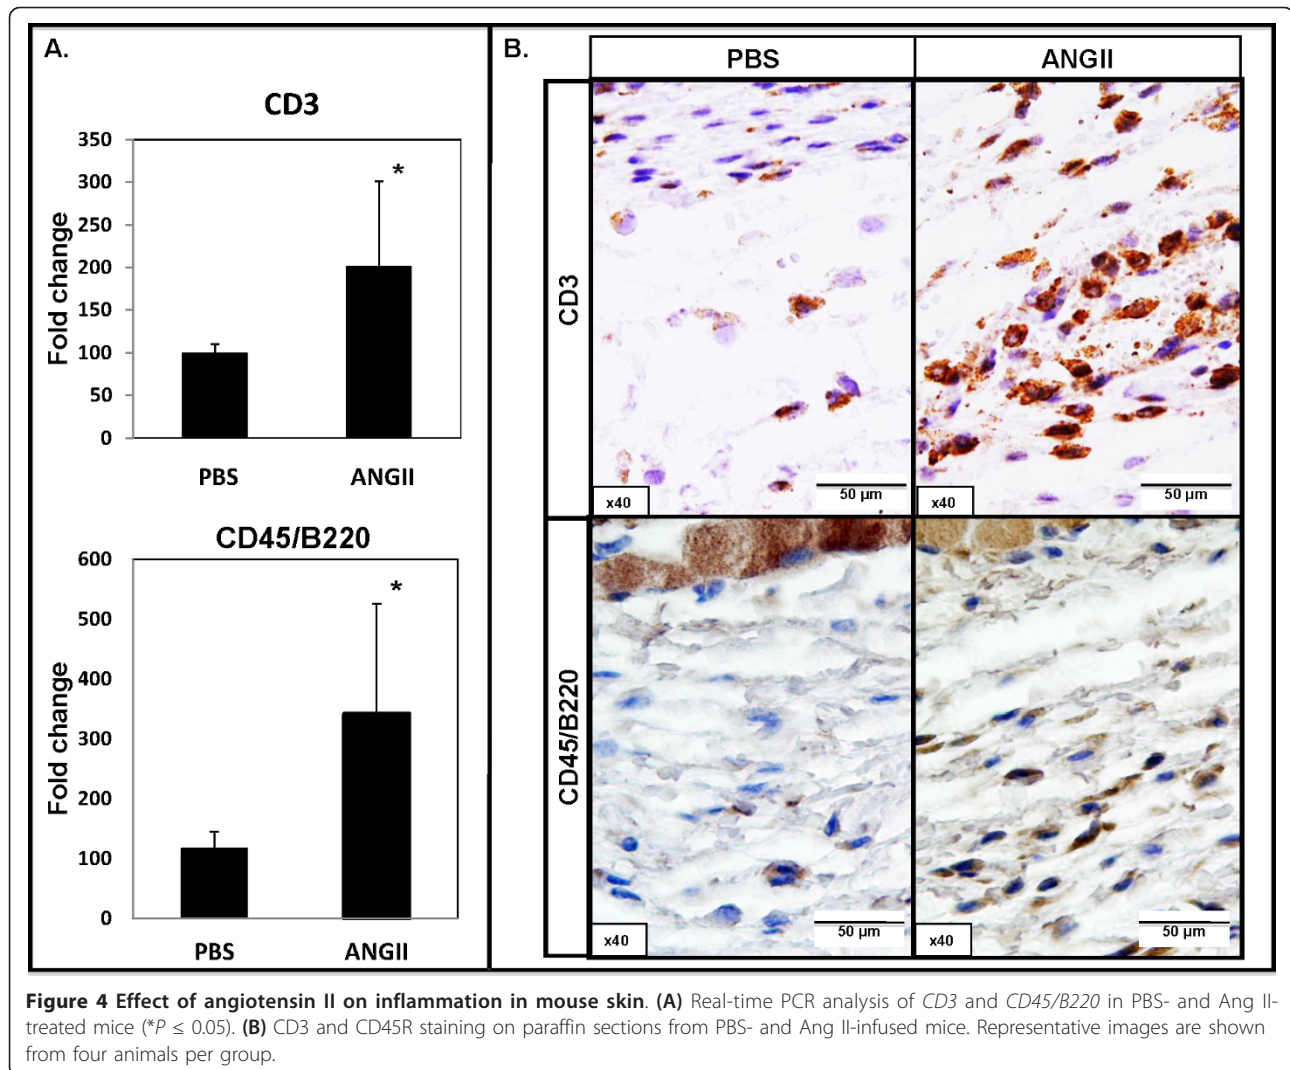 A.
CD3
350
300
250
200
150
100
50
0
Fold change
*
PBS ANGII
CD45/B220
600
500
400
300
200
100
0
Fold change
*
PBS ANGII
B.
PBS ANGII
CD3
x40
50 µm
x40
50 µm
CD45/B220
x40
50 µm
x40
50 µm
Figure 4 Effect of angiotensin II on inflammation in mouse skin. (A) Real-time PCR analysis of CD3 and CD45/B220 in PBS- and Ang II-
treated mice (*P ≤ 0.05). (B) CD3 and CD45R staining on paraffin sections from PBS- and Ang II-infused mice. Representative images are shown
from four animals per group.